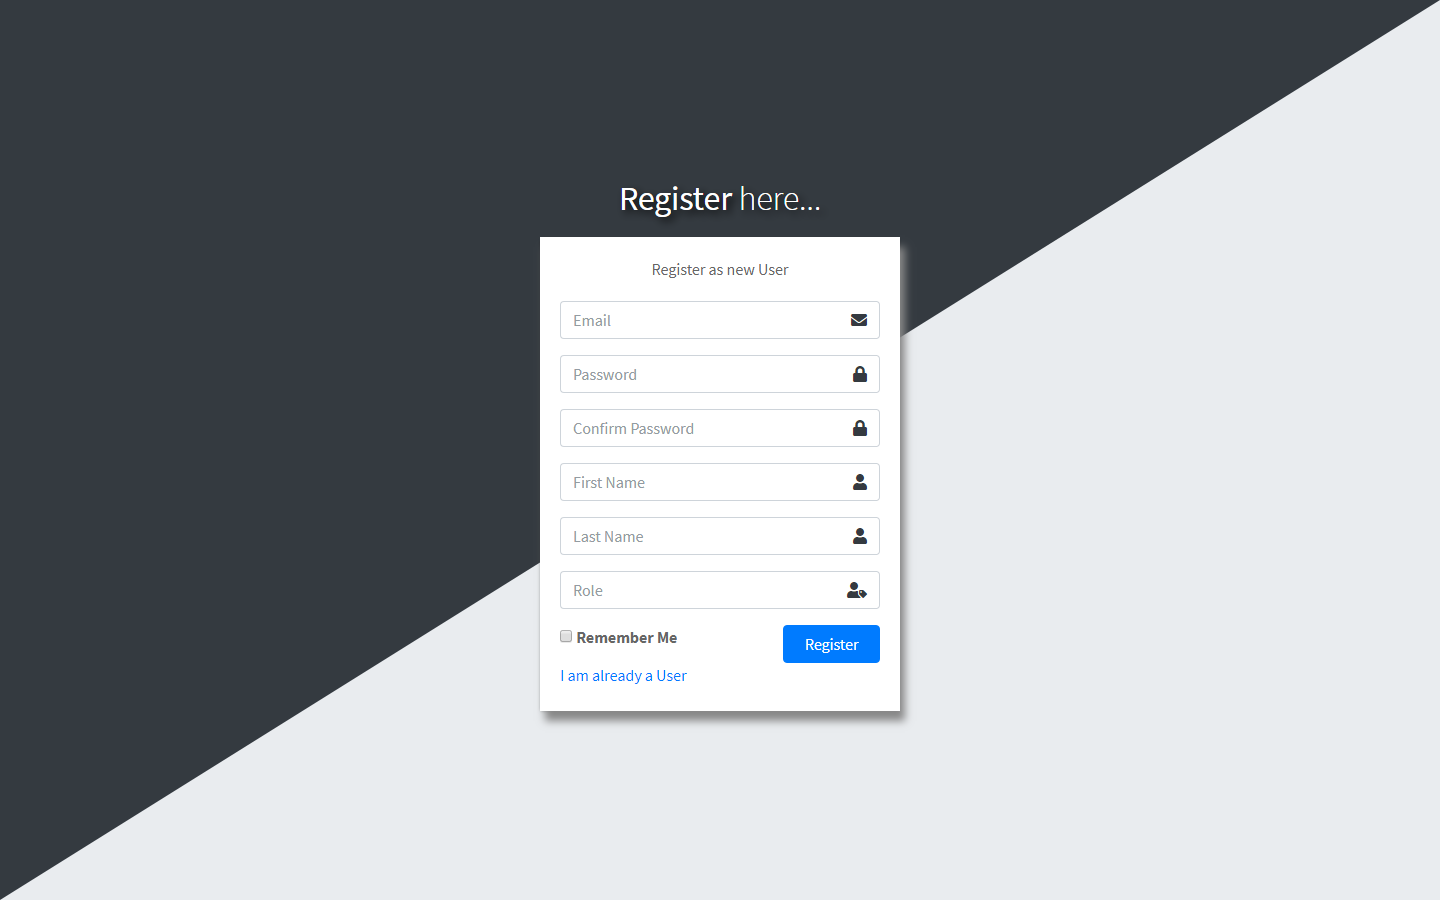 Register here...
Register as new User
Email
Password
Confirm Password
First Name
Last Name
Role
Remember Me
Register
I am already a User